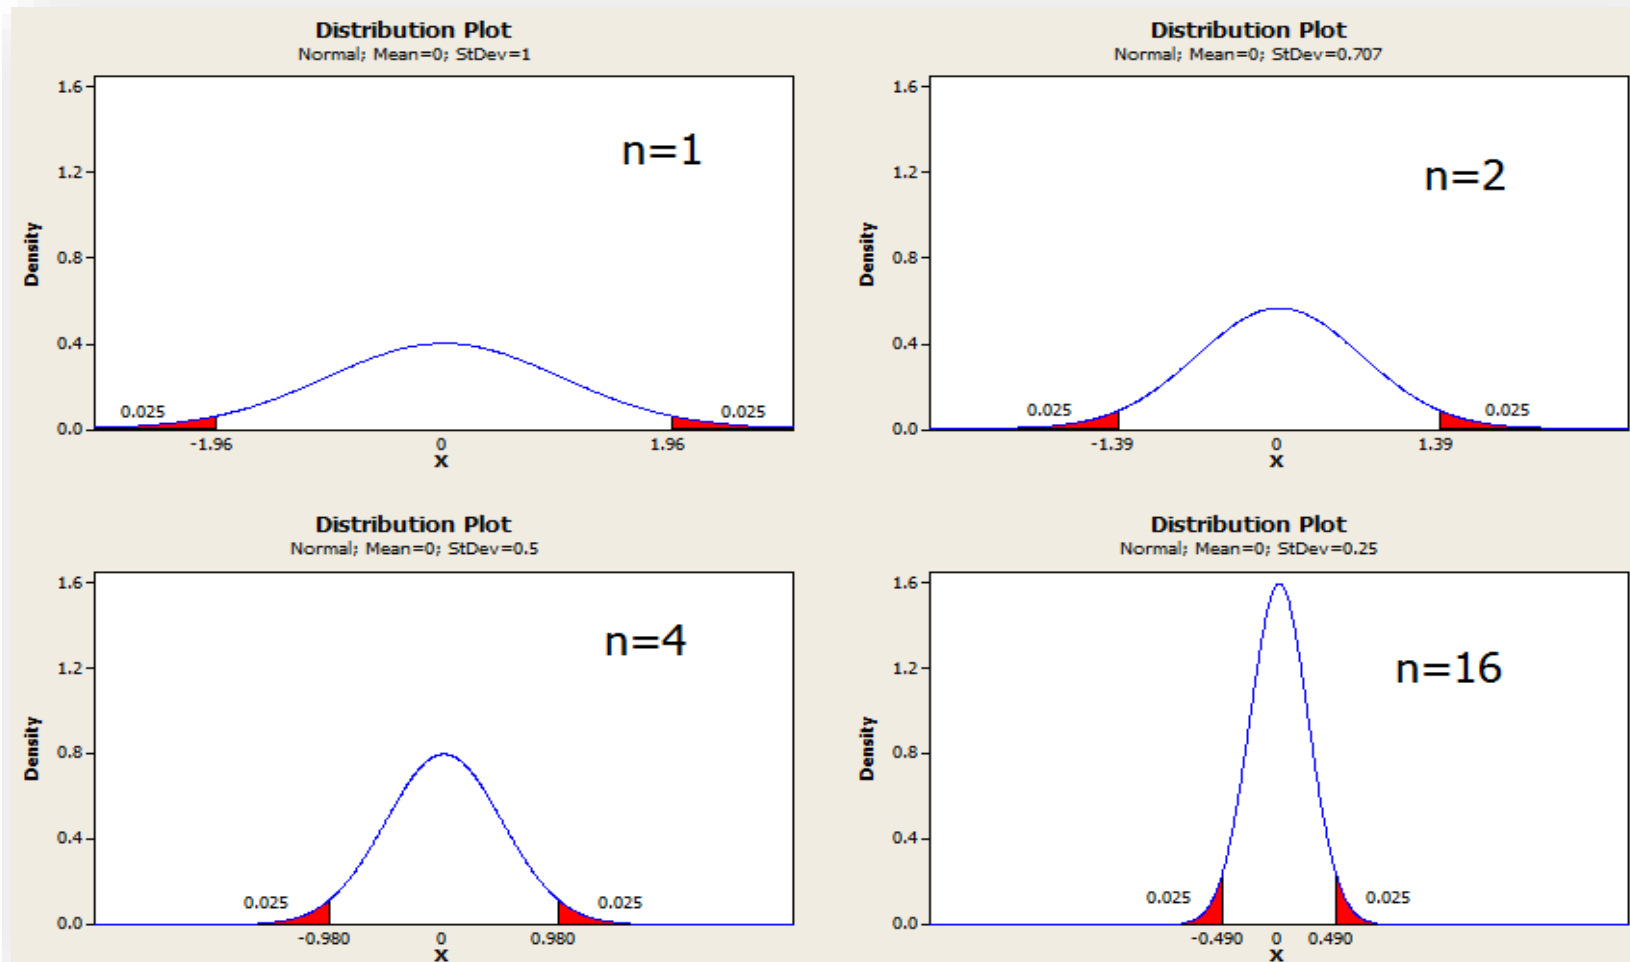 Distribution Plot
Normal; Mean=0; StDev=1
1.6
1.2
0.8
0.4
0.0
Density
n=1
0.025
0.025
-1.96
0
1.96
X
Distribution Plot
Normal; Mean=0; StDev=0.707
1.6
1.2
0.8
0.4
0.0
Density
n=2
0.025
0.025
-1.39
0
1.39
X
Distribution Plot
Normal; Mean=0; StDev=0.5
1.6
1.2
0.8
0.4
0.0
Density
n=4
0.025
0.025
-0.980
0
0.980
X
Distribution Plot
Normal; Mean=0; StDev=0.25
1.6
1.2
0.8
0.4
0.0
Density
n=16
0.025
0.025
-0.490
0
0.490
X